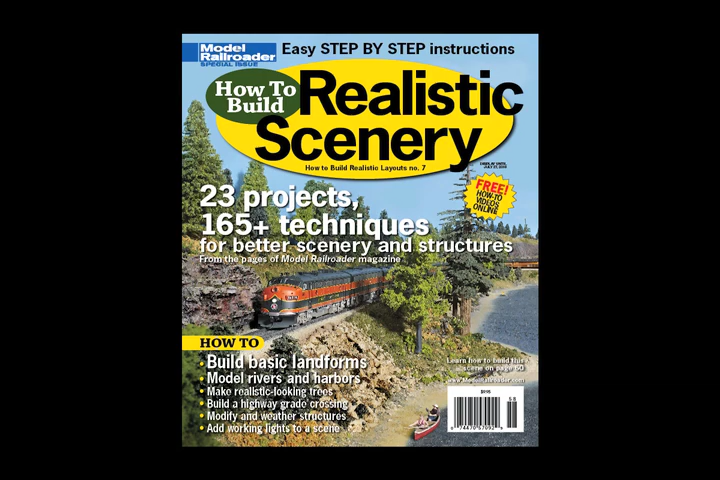 Model
Railroader
SPECIAL ISSUE
Easy STEP BY STEP instructions
How To
Build
Realistic
Scenery
How to Build Realistic Layouts no. 7
DISPLAY UNTIL
FREE!
HOW-TO
VIDEOS
ONLINE
23 projects,
165+ techniques
for better scenery and structures
From the pages of Model Railroader magazine
HOW TO
• Build basic landforms
• Model rivers and harbors
• Make realistic-looking trees
• Build a highway grade crossing
• Modify and weather structures
• Add working lights to a scene
Learn how to build this
scene on page 60
www.ModelRailroader.com
58